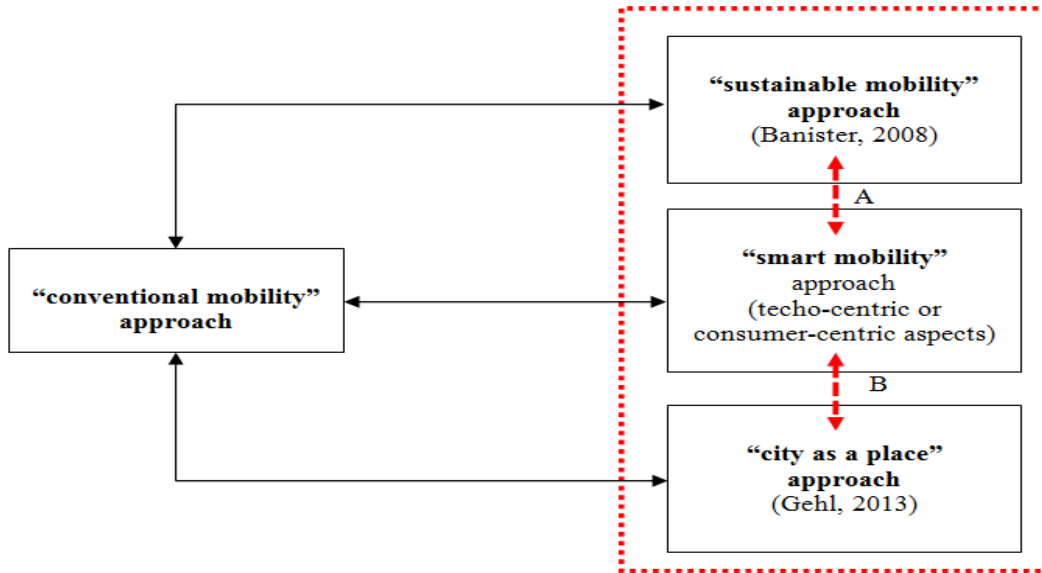 “sustainable mobility”
approach
(Banister, 2008)
A
“smart mobility”
approach
(techo-centric or
consumer-centric aspects)
“conventional mobility”
approach
B
“city as a place”
approach
(Gehl, 2013)